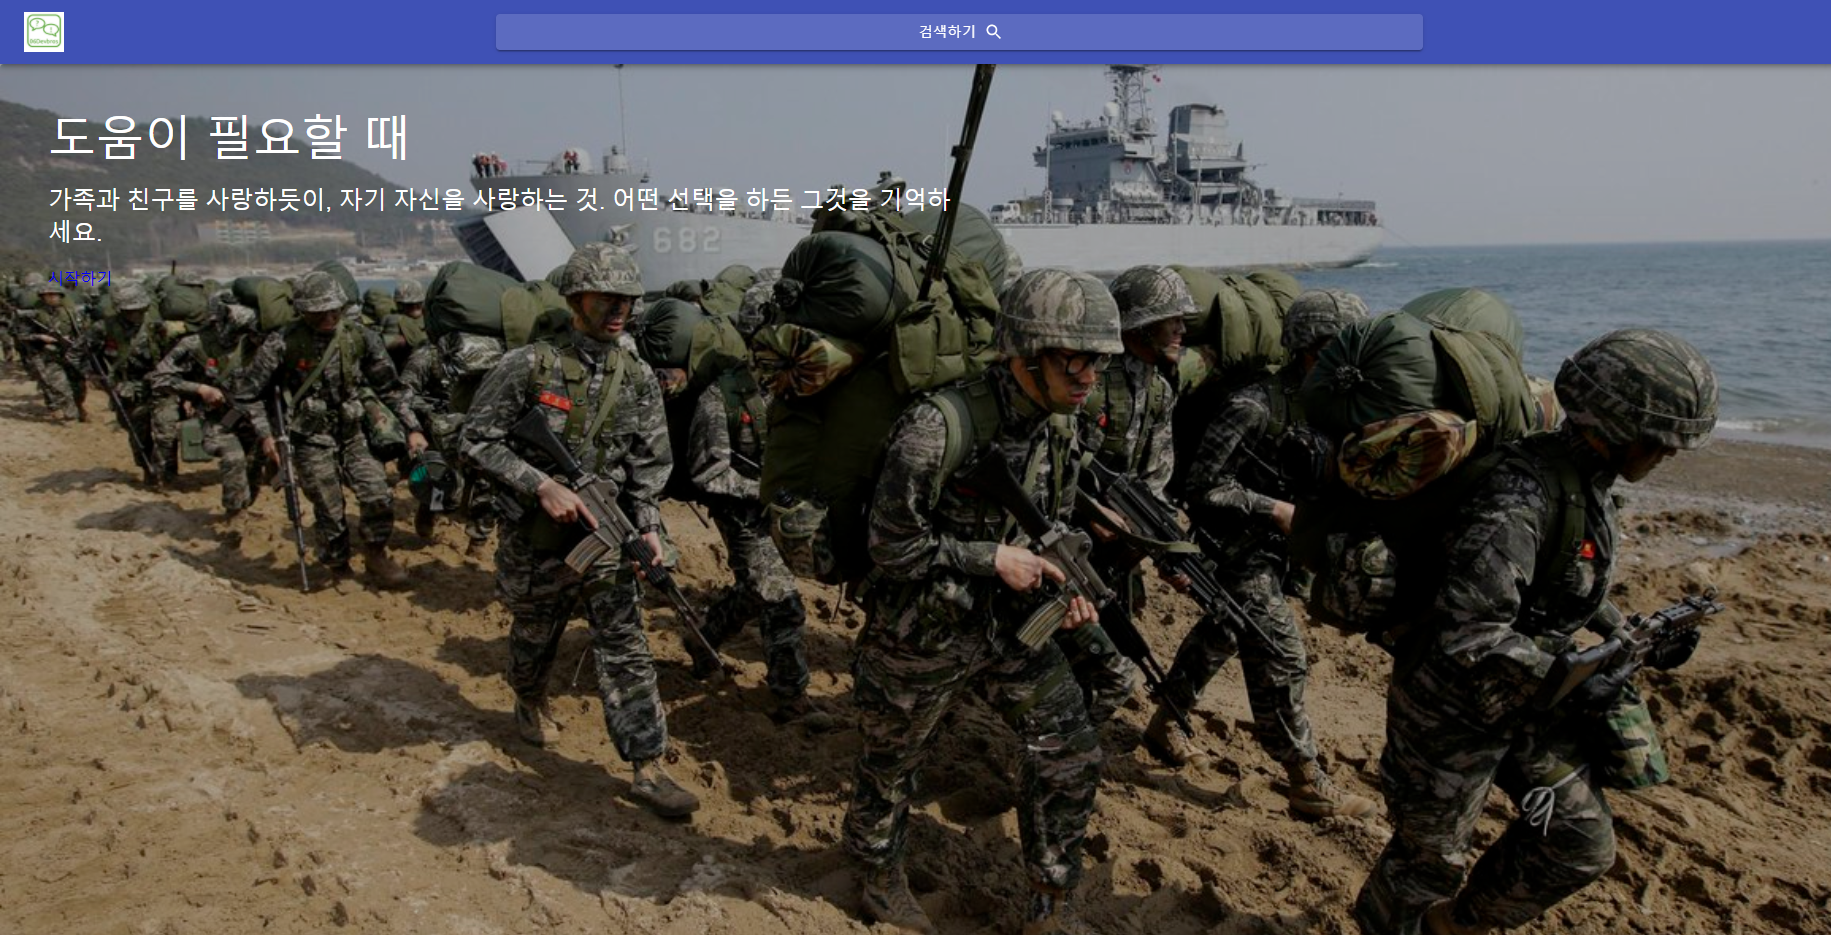 검색하기
도움이 필요할 때
가족과 친구를 사랑하듯이, 자기 자신을 사랑하는 것. 어떤 선택을 하든 그것을 기억하
세요.
시작하기
682